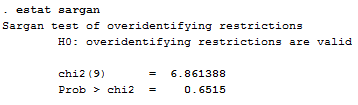 . estat sargan
Sargan test of overidentifying restrictions
H0: overidentifying restrictions are valid
chi2(9) = 6.861388
Prob > chi2 = 0.6515